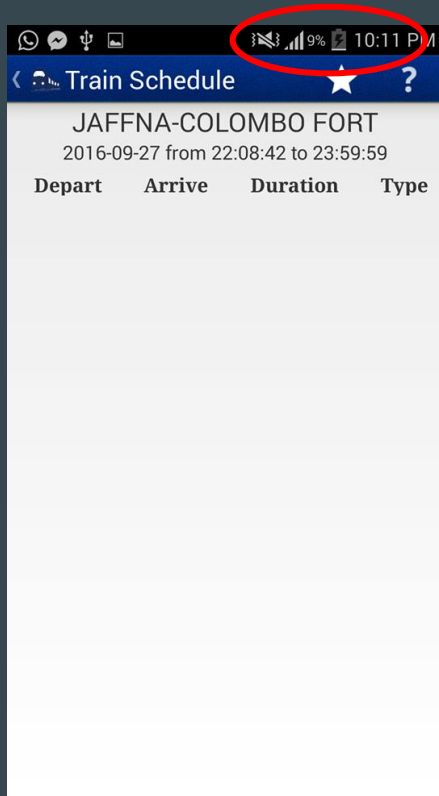 9% 10:11 PM
Train Schedule ?
JAFFNA-COLOMBO FORT
2016-09-27 from 22:08:42 to 23:59:59
Depart Arrive Duration Type